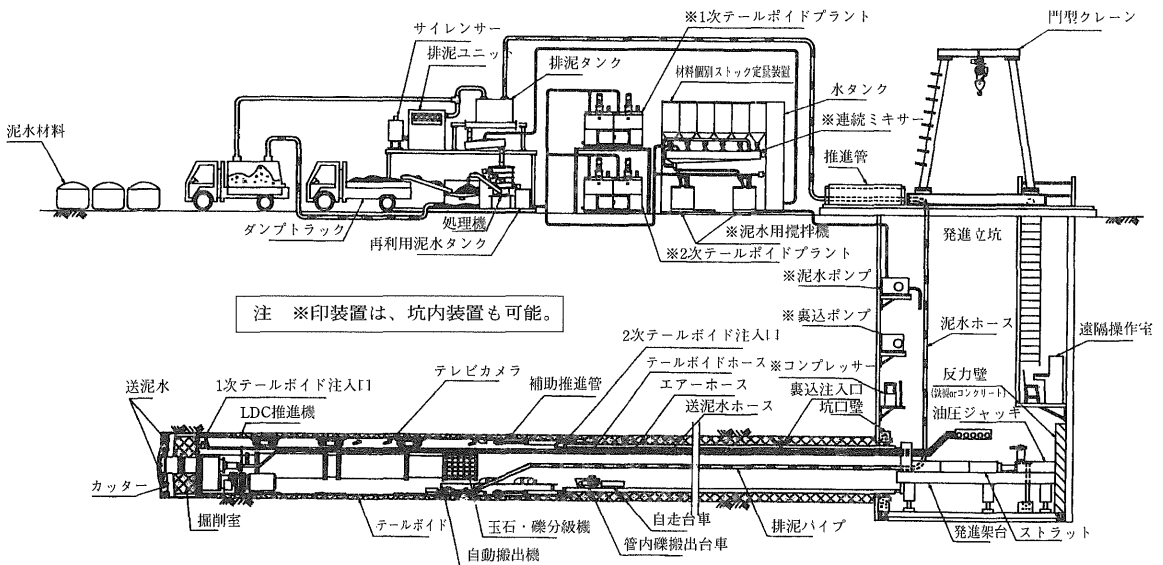 ※1次テールボイドプラント
門型クレーン
サイレンサー
排泥ユニット
排泥タンク
材料個別ストック定量装置
水タンク
※連続ミキサー
泥水材料
推進管
処理機
ダンプトラック
再利用泥水タンク
※泥水用攪拌機
※2次テールボイドプラント
発進立坑
※泥水ポンプ
注 ※印装置は、坑内装置も可能。
※裏込ポンプ
泥水ホース
遠隔操作室
2次テールボイド注入口
テールボイドホース
※コンプレッサー
送泥水
1次テールボイド注入口
テレビカメラ
補助推進管
エアーホース
裏込注入口
反力壁
(鋼製orコンクリート)
LDC推進機
送泥水ホース
坑口壁
油圧ジャッキ
カッター
掘削室
テールボイド
玉石・礫分級機
自走台車
排泥パイプ
発進架台
ストラット
自動搬出機
管内礫搬出台車